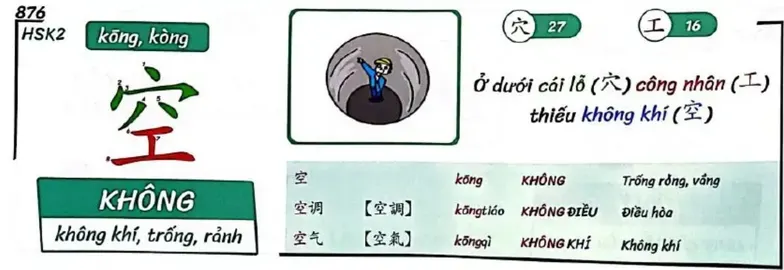 876
HSK2
kōng, kòng
空
KHÔNG
không khí, trống, rảnh
穴 27
工 16
Ở dưới cái lỗ (穴) công nhân (工)
thiếu không khí (空)
空 kōng KHÔNG Trống rỗng, vắng
空调 【空調】 kōngtiáo KHÔNG ĐIỀU Điều hòa
空气 【空氣】 kōngqì KHÔNG KHÍ Không khí